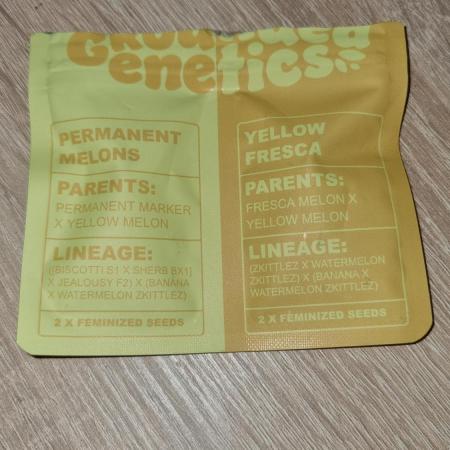 Genetics
PERMANENT
MELONS
PARENTS:
PERMANENT MARKER
X YELLOW MELON
LINEAGE:
([BISCOTTI S1 X SHERB BX1]
X JEALOUSY F2) X (BANANA
X WATERMELON ZKITTLEZ)
2 X FEMINIZED SEEDS
YELLOW
FRESCA
PARENTS:
FRESCA MELON X
YELLOW MELON
LINEAGE:
(ZKITTLEZ X WATERMELON
ZKITTLEZ) X (BANANA X
WATERMELON ZKITTLEZ)
2 X FEMINIZED SEEDS